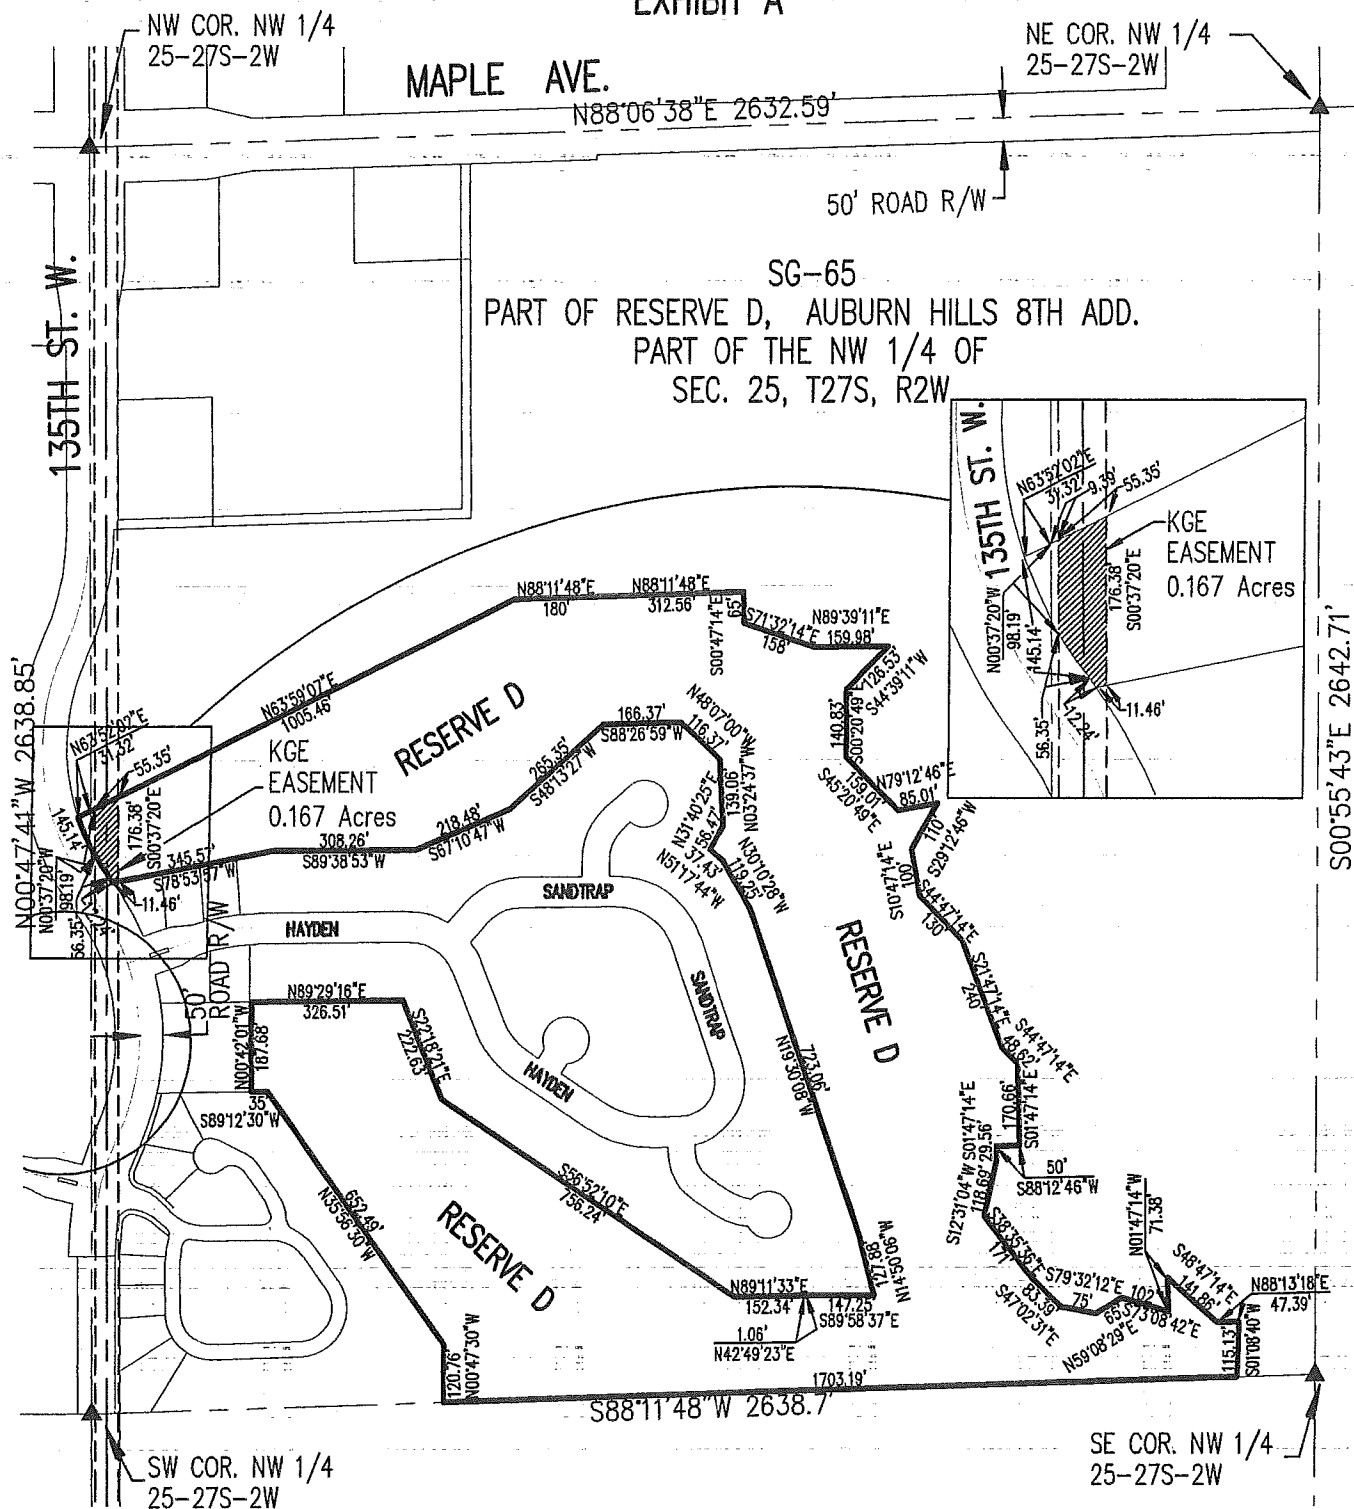 EXHIBIT A
NW COR. NW 1/4
25-27S-2W
NE COR. NW 1/4
25-27S-2W
MAPLE AVE.
N88°06'38"E 2632.59'
50' ROAD R/W
135TH ST. W.
SG-65
PART OF RESERVE D, AUBURN HILLS 8TH ADD.
PART OF THE NW 1/4 OF
SEC. 25, T27S, R2W
135TH ST. W.
N63°52'02"E
31.32'
9.39'
55.35'
KGE
EASEMENT
0.167 Acres
176.38'
S00°37'20"E
N00°37'20"W
98.19'
145.14'
56.35'
12.24'
11.46'
S00°55'43"E 2642.71'
N00°47'41"W 2638.85'
N88°11'48"E
180'
N88°11'48"E
312.56'
S00°47'14"E
65'
S71°32'14"E
158'
N89°39'11"E
159.98'
126.53'
S44°39'11"W
140.83'
S00°20'49"W
159.01'
S45°20'49"E
N79°12'46"E
85.01'
110'
S29°12'46"W
100'
S10°47'14"E
S44°47'14"E
130'
S21°47'14"E
240'
S44°47'14"E
48.62'
170.66'
S01°47'14"E
50'
S88°12'46"W
S01°47'14"E
29.56'
S12°31'04"W
118.69'
S38°35'36"E
171'
83.39'
S47°02'31"E
S79°32'12"E
75'
65'
N59°08'29"E
102'
S73°08'42"E
N01°47'14"W
71.38'
S48°47'14"E
141.86'
N88°13'18"E
47.39'
115.13'
S01°08'40"W
1703.19'
S88°11'48"W 2638.7'
N63°59'07"E
1005.46'
RESERVE D
N63°52'02"E
31.32'
55.35'
KGE
EASEMENT
0.167 Acres
176.38'
S00°37'20"E
145.14'
N00°37'20"W
98.19'
56.35'
11.46'
345.57'
S78°53'57"W
308.26'
S89°38'53"W
218.48'
S67°10'47"W
265.35'
S48°13'27"W
166.37'
S88°26'59"W
N48°07'00"W
116.37'
139.06'
N03°24'37"W
N31°40'25"E
56.47'
37.43'
N51°17'44"W
N30°10'28"W
119.25'
SANDTRAP
HAYDEN
50'
ROAD R/W
SANDTRAP
HAYDEN
RESERVE D
723.06'
N19°30'08"W
127.88'
N14°50'06"W
N89°29'16"E
326.51'
N00°42'01"W
187.68'
35'
S89°12'30"W
S22°18'21"E
222.63'
S56°52'10"E
756.24'
652.49'
N35°56'30"W
RESERVE D
120.76'
N00°47'30"W
N89°11'33"E
152.34'
147.25'
S89°58'37"E
1.06'
N42°49'23"E
SW COR. NW 1/4
25-27S-2W
SE COR. NW 1/4
25-27S-2W